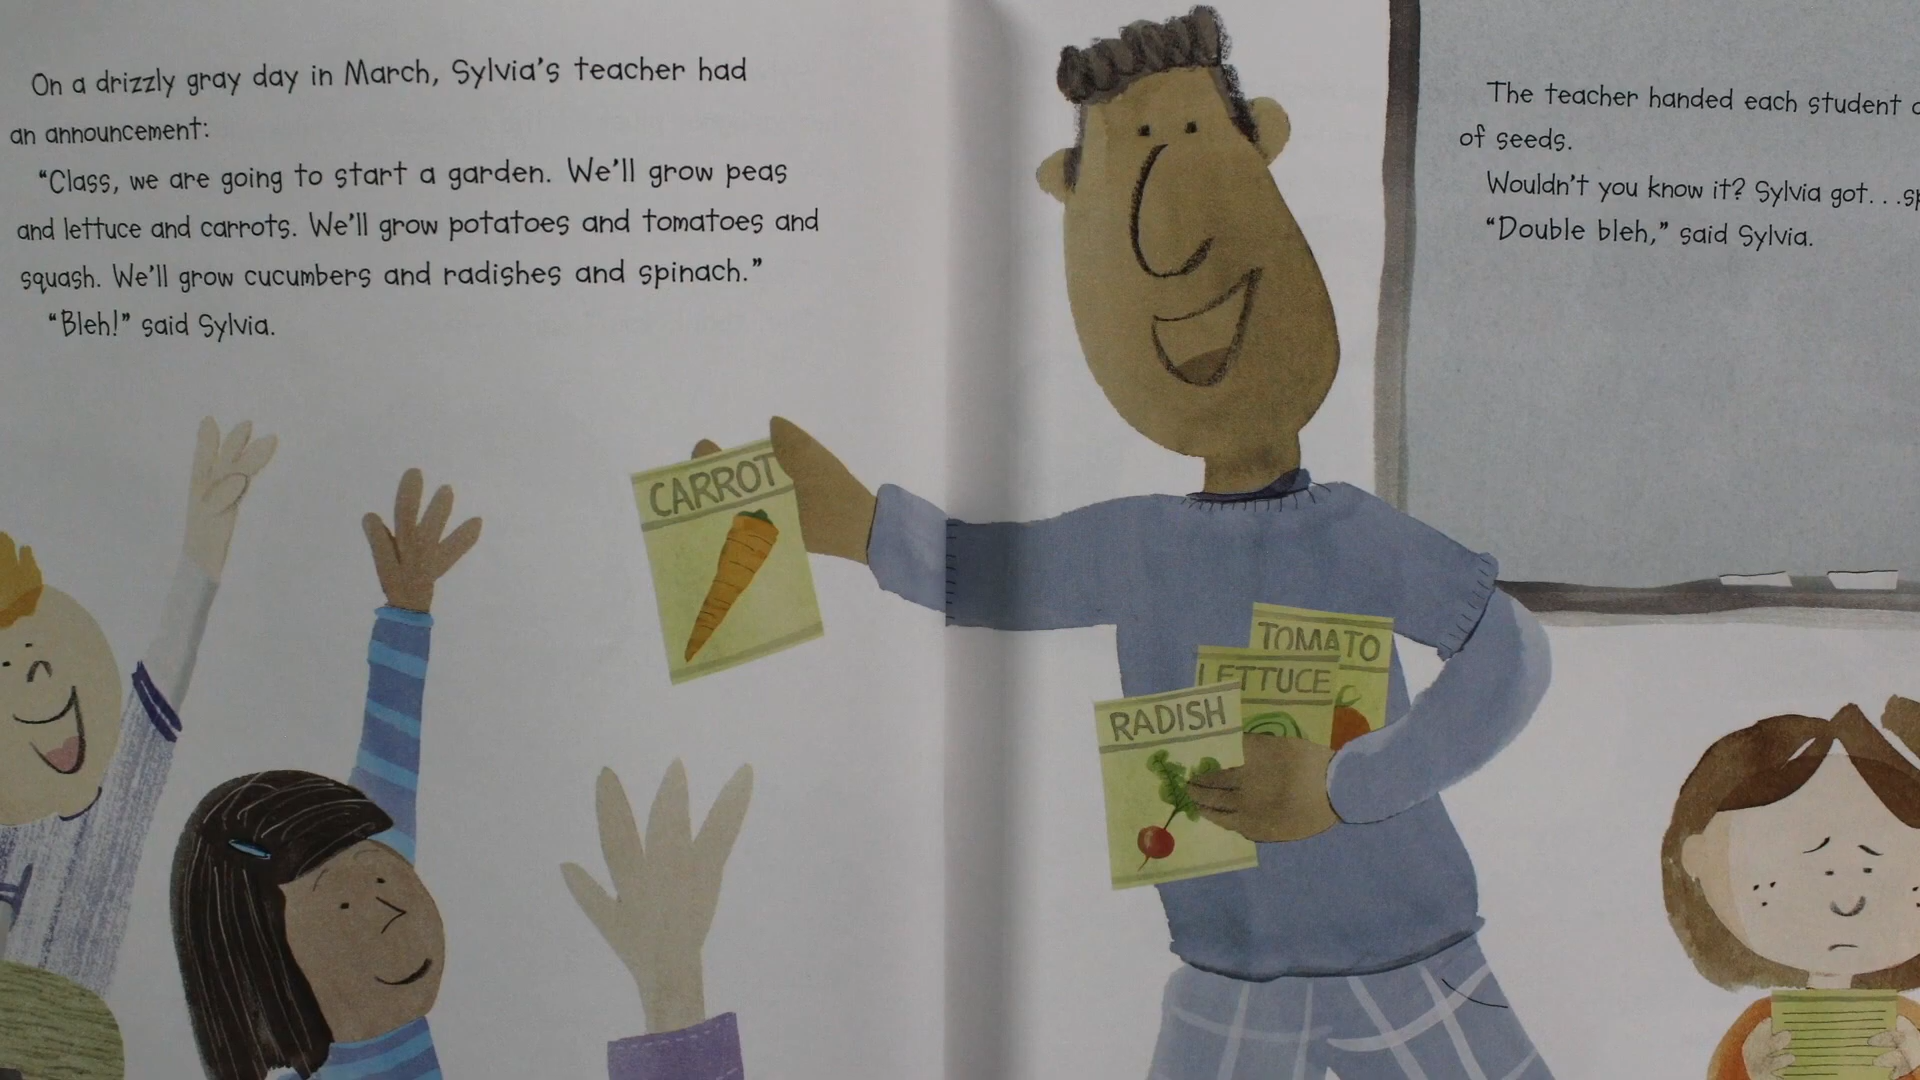 On a drizzly gray day in March, Sylvia's teacher had
an announcement:
“Class, we are going to start a garden. We'll grow peas
and lettuce and carrots. We'll grow potatoes and tomatoes and
squash. We'll grow cucumbers and radishes and spinach.”
“Bleh!” said Sylvia.
CARROT
The teacher handed each student
of seeds.
Wouldn't you know it? Sylvia got. . .
“Double bleh,” said Sylvia.
TOMATO
LETTUCE
RADISH